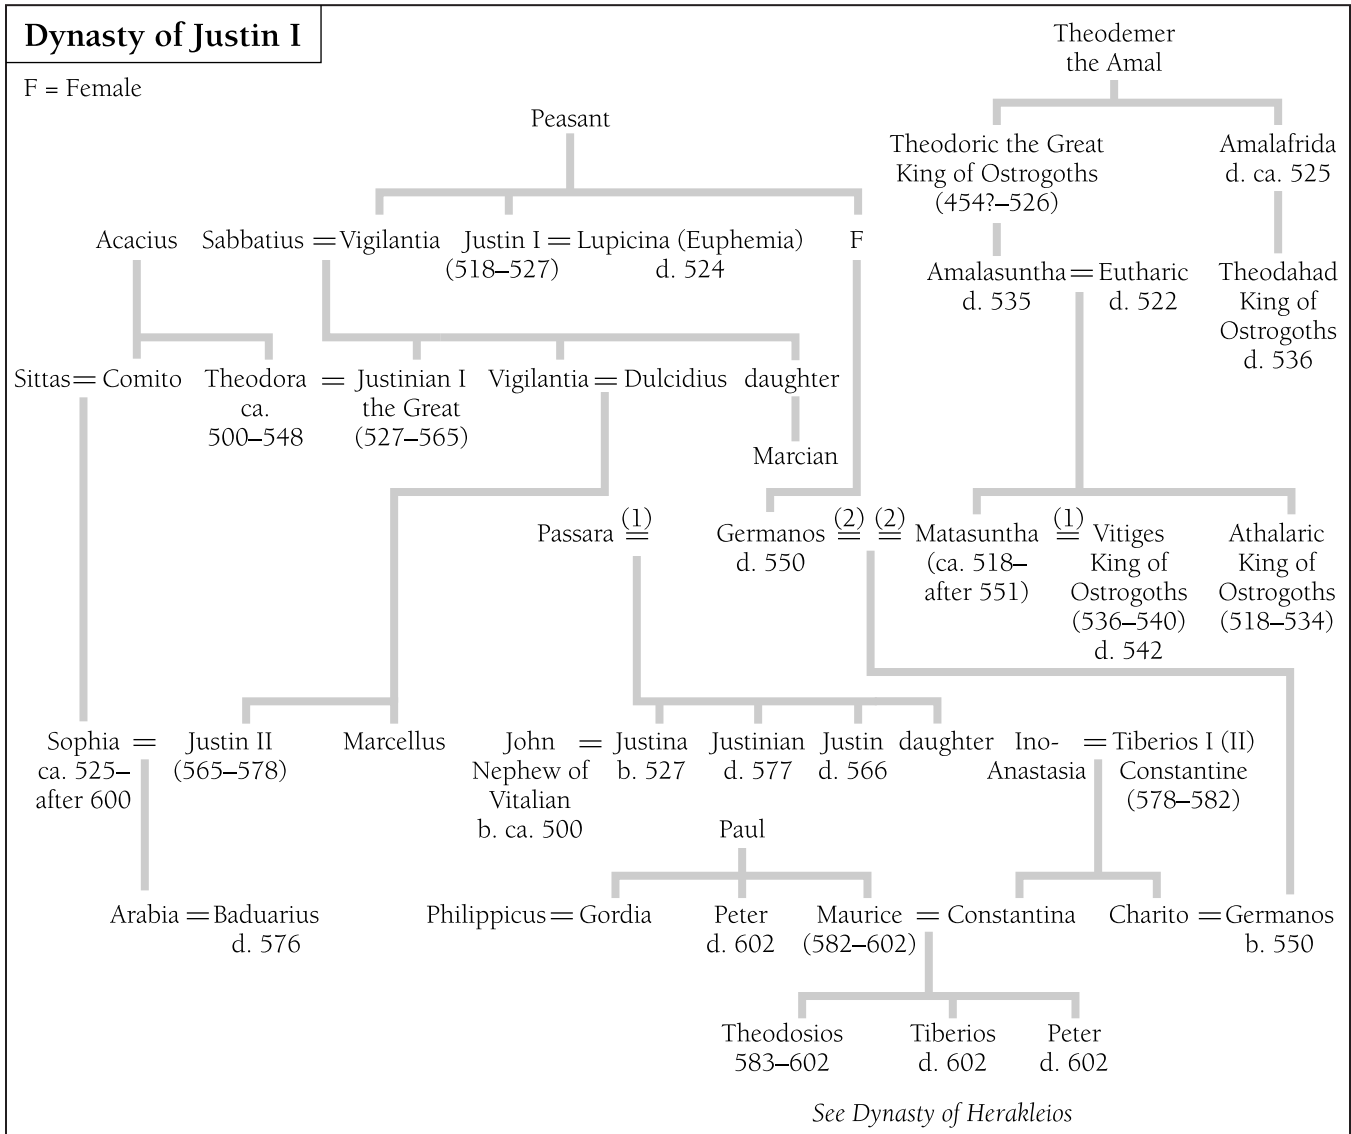 Dynasty of Justin I
F = Female
Theodemer
the Amal
Peasant
Theodoric the Great
King of Ostrogoths
(454?–526)
Amalafrida
d. ca. 525
Acacius
Sabbatius = Vigilantia
Justin I = Lupicina (Euphemia)
(518–527)
d. 524
F
Amalasuntha = Eutharic
d. 535
d. 522
Theodahad
King of
Ostrogoths
d. 536
Sittas = Comito
Theodora = Justinian I
ca.
500–548
the Great
(527–565)
Vigilantia = Dulcidius
daughter
Marcian
Passara (1) =
Germanos (2) = (2) = Matasuntha (1) = Vitiges
d. 550
(ca. 518–
after 551)
King of
Ostrogoths
(536–540)
d. 542
Athalaric
King of
Ostrogoths
(518–534)
Sophia = Justin II
ca. 525–
after 600
(565–578)
Marcellus
John = Justina
Nephew of
Vitalian
b. ca. 500
b. 527
Justinian
d. 577
Justin
d. 566
daughter
Ino- = Tiberios I (II)
Anastasia
Constantine
(578–582)
Paul
Arabia = Baduarius
d. 576
Philippicus = Gordia
Peter
d. 602
Maurice = Constantina
(582–602)
Charito = Germanos
b. 550
Theodosios
583–602
Tiberios
d. 602
Peter
d. 602
See Dynasty of Herakleios